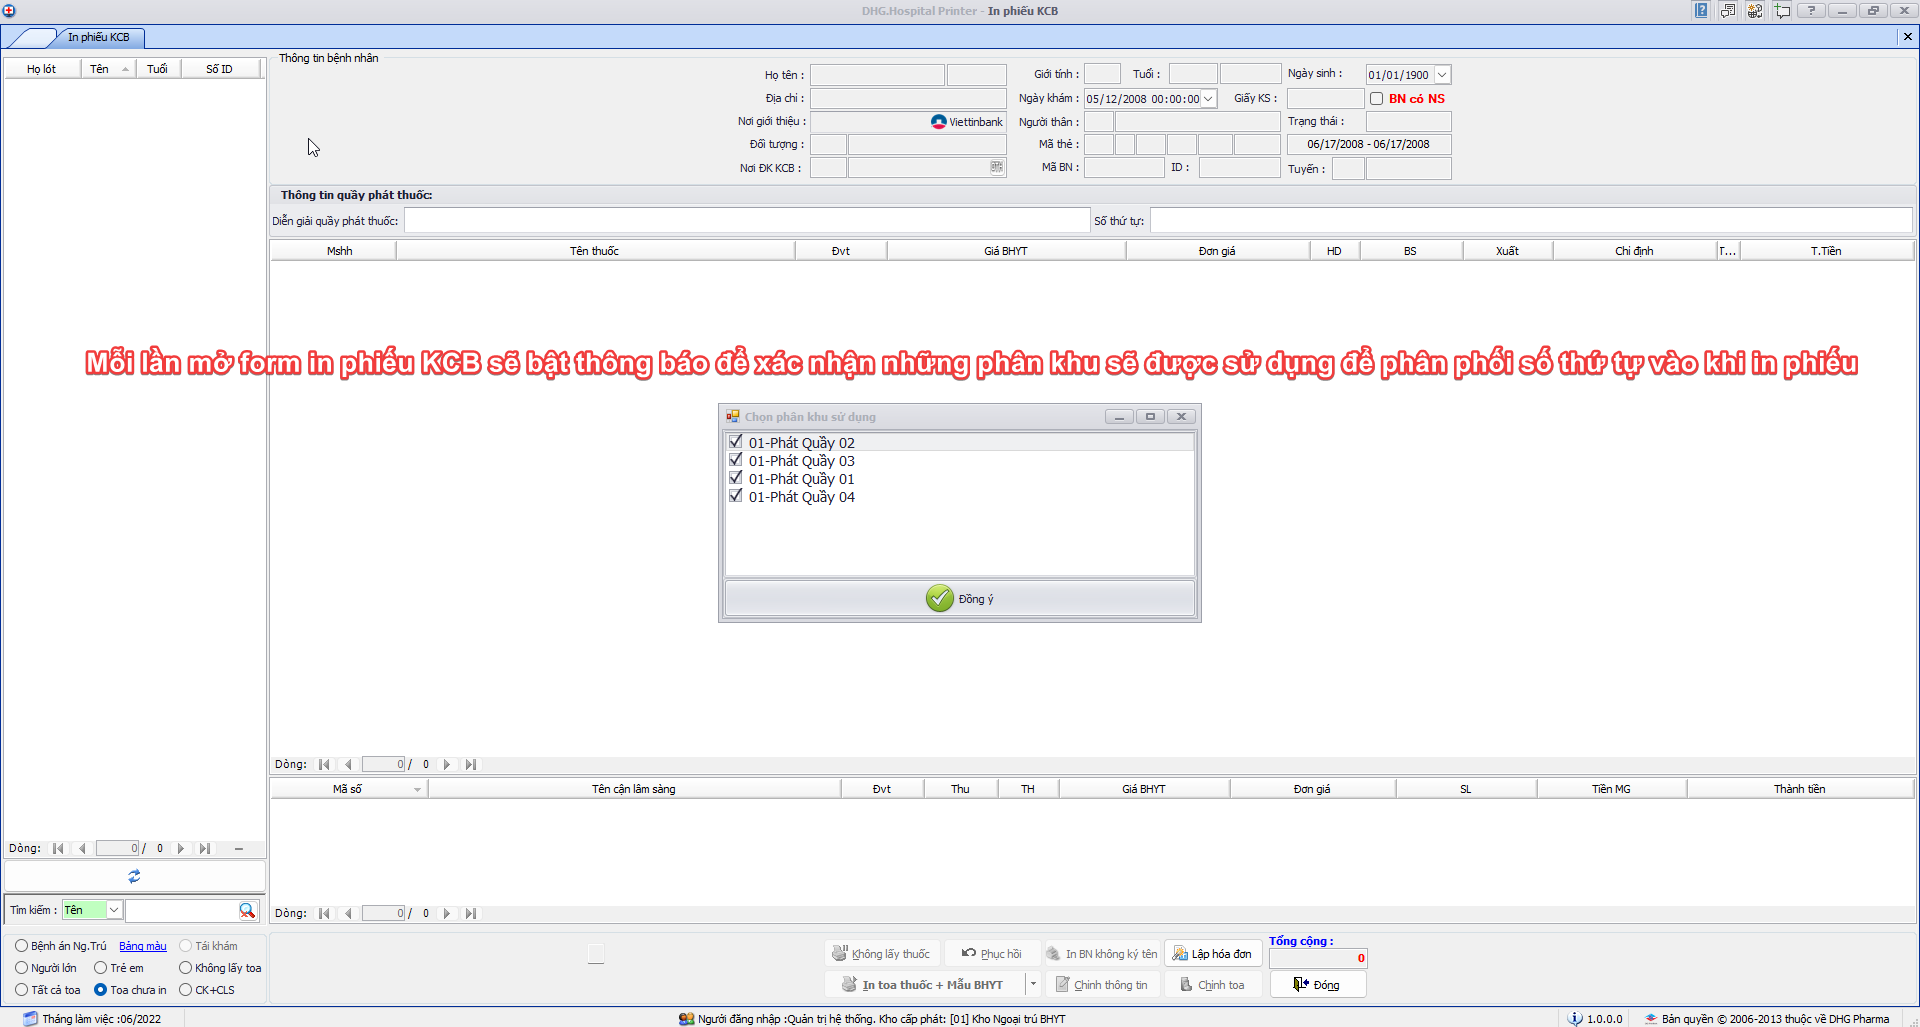 DHG.Hospital Printer - In phiếu KCB
In phiếu KCB
Họ lót Tên Tuổi Số ID
Thông tin bệnh nhân
Họ tên : Giới tính : Tuổi : Ngày sinh : 01/01/1900
Địa chỉ : Ngày khám : 05/12/2008 00:00:00 Giấy KS : BN có NS
Nơi giới thiệu : Viettinbank Người thân : Trạng thái :
Đối tượng : Mã thẻ : 06/17/2008 - 06/17/2008
Nơi ĐK KCB : Mã BN : ID : Tuyến :
Thông tin quầy phát thuốc:
Diễn giải quầy phát thuốc: Số thứ tự:
Mshh Tên thuốc Đvt Giá BHYT Đơn giá HD BS Xuất Chỉ định T... T.Tiền
Mỗi lần mở form in phiếu KCB sẽ bật thông báo để xác nhận những phân khu sẽ được sử dụng để phân phối số thứ tự vào khi in phiếu
Chọn phân khu sử dụng
01-Phát Quầy 02
01-Phát Quầy 03
01-Phát Quầy 01
01-Phát Quầy 04
Đồng ý
Dòng: 0 / 0
Mã số Tên cận lâm sàng Đvt Thu TH Giá BHYT Đơn giá SL Tiền MG Thành tiền
Dòng: 0 / 0
Tìm kiếm : Tên
Dòng: 0 / 0
Bệnh án Ng.Trú Bảng màu Tái khám
Người lớn Trẻ em Không lấy toa
Tất cả toa Toa chưa in CK+CLS
Không lấy thuốc Phục hồi In BN không ký tên Lập hóa đơn Tổng cộng :
0
In toa thuốc + Mẫu BHYT Chỉnh thông tin Chỉnh toa Đóng
Tháng làm việc :06/2022 Người đăng nhập :Quản trị hệ thống. Kho cấp phát: [01] Kho Ngoại trú BHYT 1.0.0.0 Bản quyền © 2006-2013 thuộc về DHG Pharma